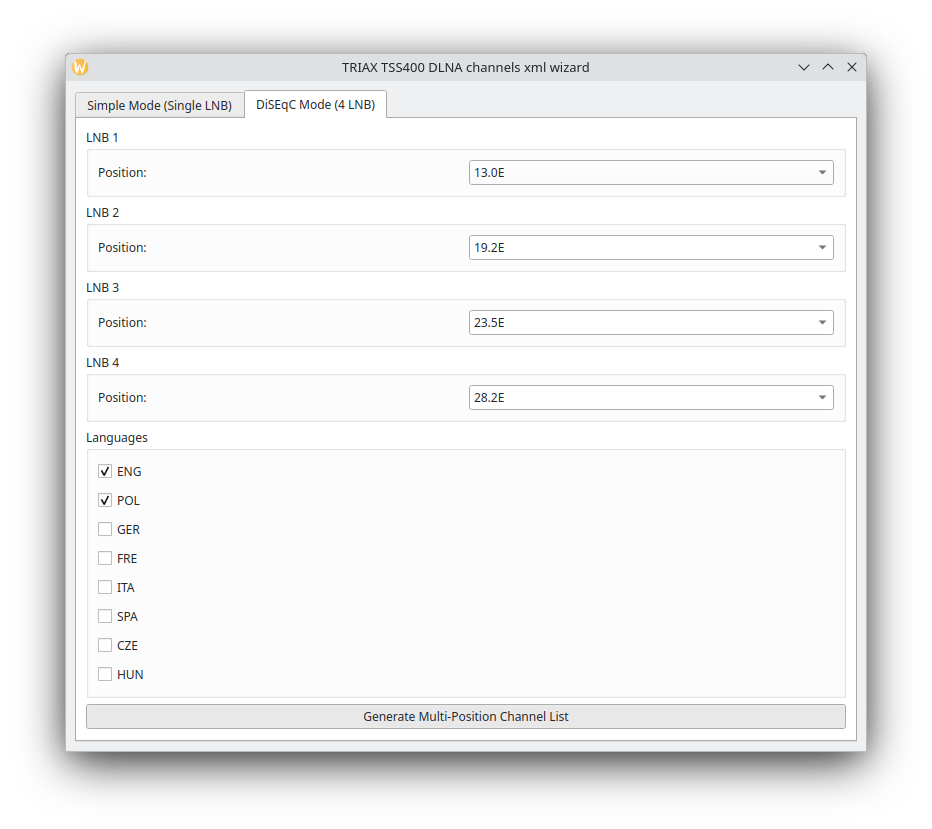 TRIAX TSS400 DLNA channels xml wizard
Simple Mode (Single LNB)
DiSEqC Mode (4 LNB)
LNB 1
Position:
13.0E
LNB 2
Position:
19.2E
LNB 3
Position:
23.5E
LNB 4
Position:
28.2E
Languages
ENG
POL
GER
FRE
ITA
SPA
CZE
HUN
Generate Multi-Position Channel List